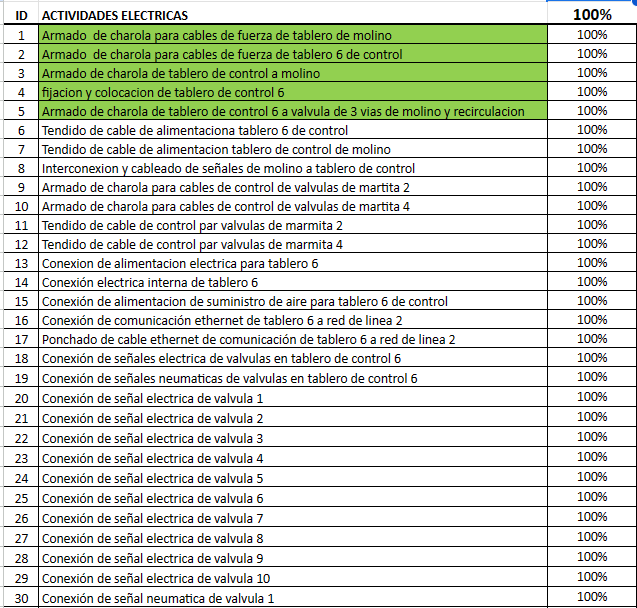 ID ACTIVIDADES ELECTRICAS 100%
1 Armado de charola para cables de fuerza de tablero de molino 100%
2 Armado de charola para cables de fuerza de tablero 6 de control 100%
3 Armado de charola de tablero de control a molino 100%
4 fijacion y colocacion de tablero de control 6 100%
5 Armado de charola de tablero de control 6 a valvula de 3 vias de molino y recirculacion 100%
6 Tendido de cable de alimentaciona tablero 6 de control 100%
7 Tendido de cable de alimentacion tablero de control de molino 100%
8 Interconexion y cableado de señales de molino a tablero de control 100%
9 Armado de charola para cables de control de valvulas de martita 2 100%
10 Armado de charola para cables de control de valvulas de martita 4 100%
11 Tendido de cable de control par valvulas de marmita 2 100%
12 Tendido de cable de control par valvulas de marmita 4 100%
13 Conexion de alimentacion electrica para tablero 6 100%
14 Conexión electrica interna de tablero 6 100%
15 Conexión de alimentacion de suministro de aire para tablero 6 de control 100%
16 Conexión de comunicación ethernet de tablero 6 a red de linea 2 100%
17 Ponchado de cable ethernet de comunicación de tablero 6 a red de linea 2 100%
18 Conexión de señales electrica de valvulas en tablero de control 6 100%
19 Conexión de señales neumaticas de valvulas en tablero de control 6 100%
20 Conexión de señal electrica de valvula 1 100%
21 Conexión de señal electrica de valvula 2 100%
22 Conexión de señal electrica de valvula 3 100%
23 Conexión de señal electrica de valvula 4 100%
24 Conexión de señal electrica de valvula 5 100%
25 Conexión de señal electrica de valvula 6 100%
26 Conexión de señal electrica de valvula 7 100%
27 Conexión de señal electrica de valvula 8 100%
28 Conexión de señal electrica de valvula 9 100%
29 Conexión de señal electrica de valvula 10 100%
30 Conexión de señal neumatica de valvula 1 100%